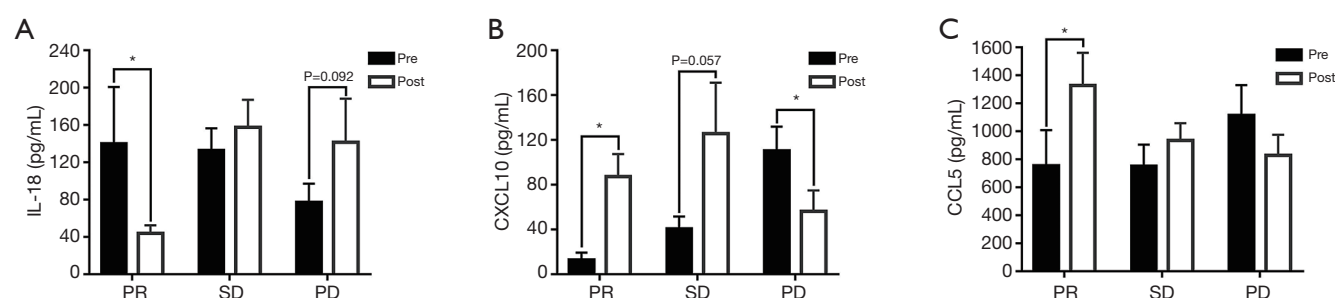 A
IL-18 (pg/mL)
240
200
160
120
80
40
0
*
P=0.092
Pre
Post
PR SD PD
B
CXCL10 (pg/mL)
200
160
120
80
40
0
*
P=0.057
*
Pre
Post
PR SD PD
C
CCL5 (pg/mL)
1600
1400
1200
1000
800
600
400
200
0
*
Pre
Post
PR SD PD